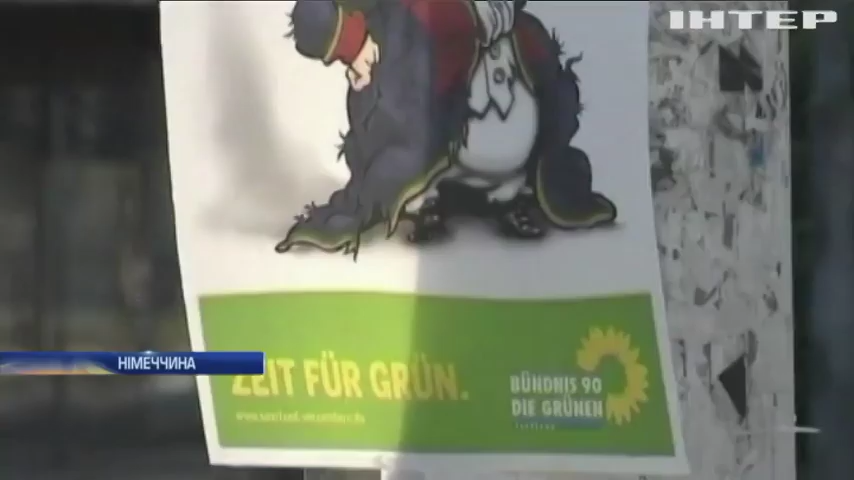 ІНТЕР
НІМЕЧЧИНА
ZEIT FÜR GRÜN.
BÜNDNIS 90
DIE GRÜNEN